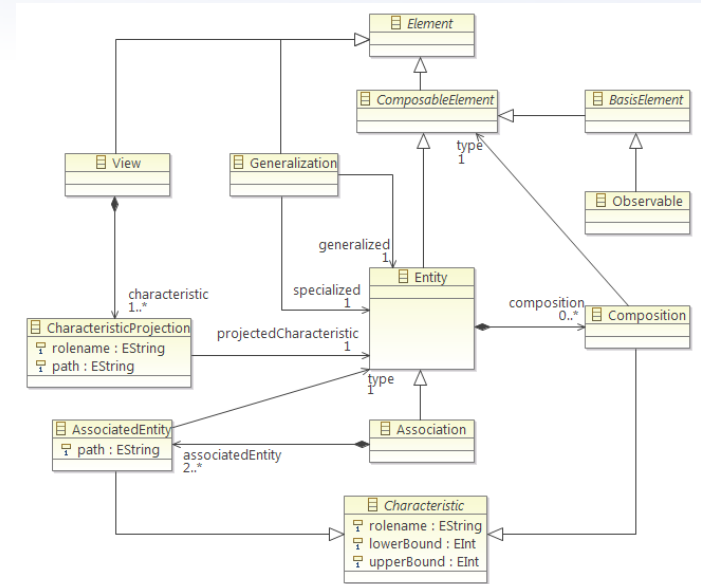 Element
ComposableElement
BasisElement
type
1
View
Generalization
Observable
generalized
1
Entity
characteristic
1..*
specialized
1
composition
0..*
Composition
CharacteristicProjection
rolename : EString
path : EString
projectedCharacteristic
1
type
1
AssociatedEntity
path : EString
associatedEntity
2..*
Association
Characteristic
rolename : EString
lowerBound : EInt
upperBound : EInt